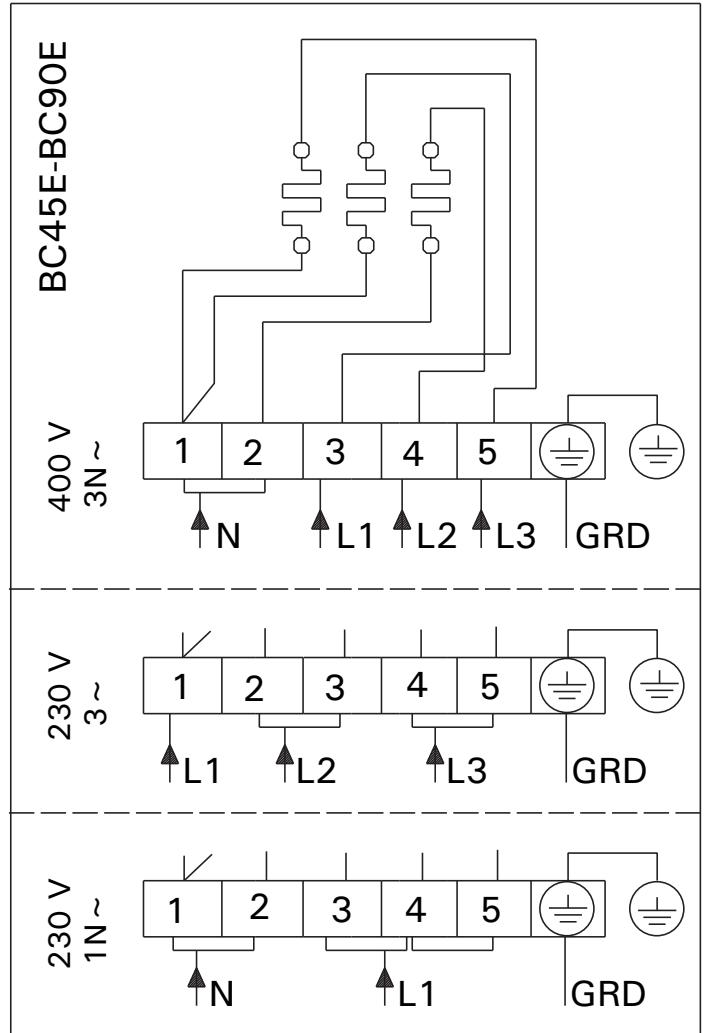 BC45E-BC90E
400 V
3N ~
1 2 3 4 5
N L1 L2 L3 GRD
230 V
3 ~
1 2 3 4 5
L1 L2 L3 GRD
230 V
1N ~
1 2 3 4 5
N L1 GRD